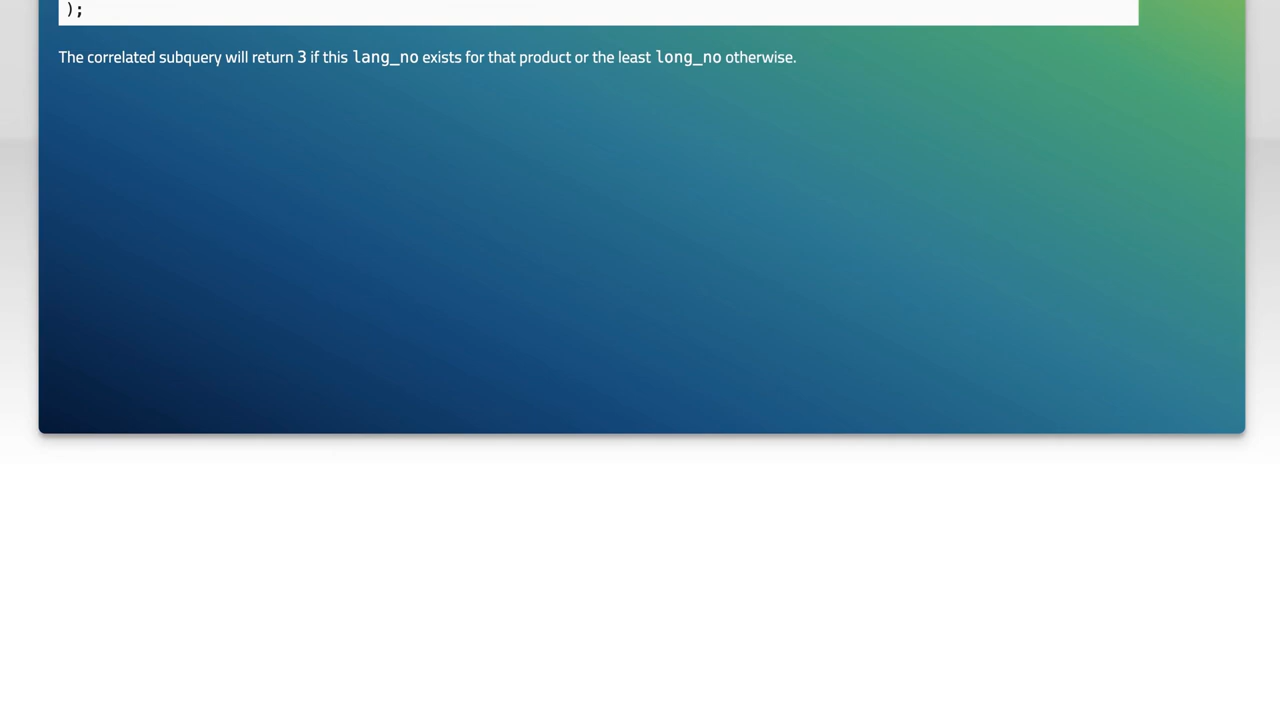 );
The correlated subquery will return 3 if this lang_no exists for that product or the least long_no otherwise.